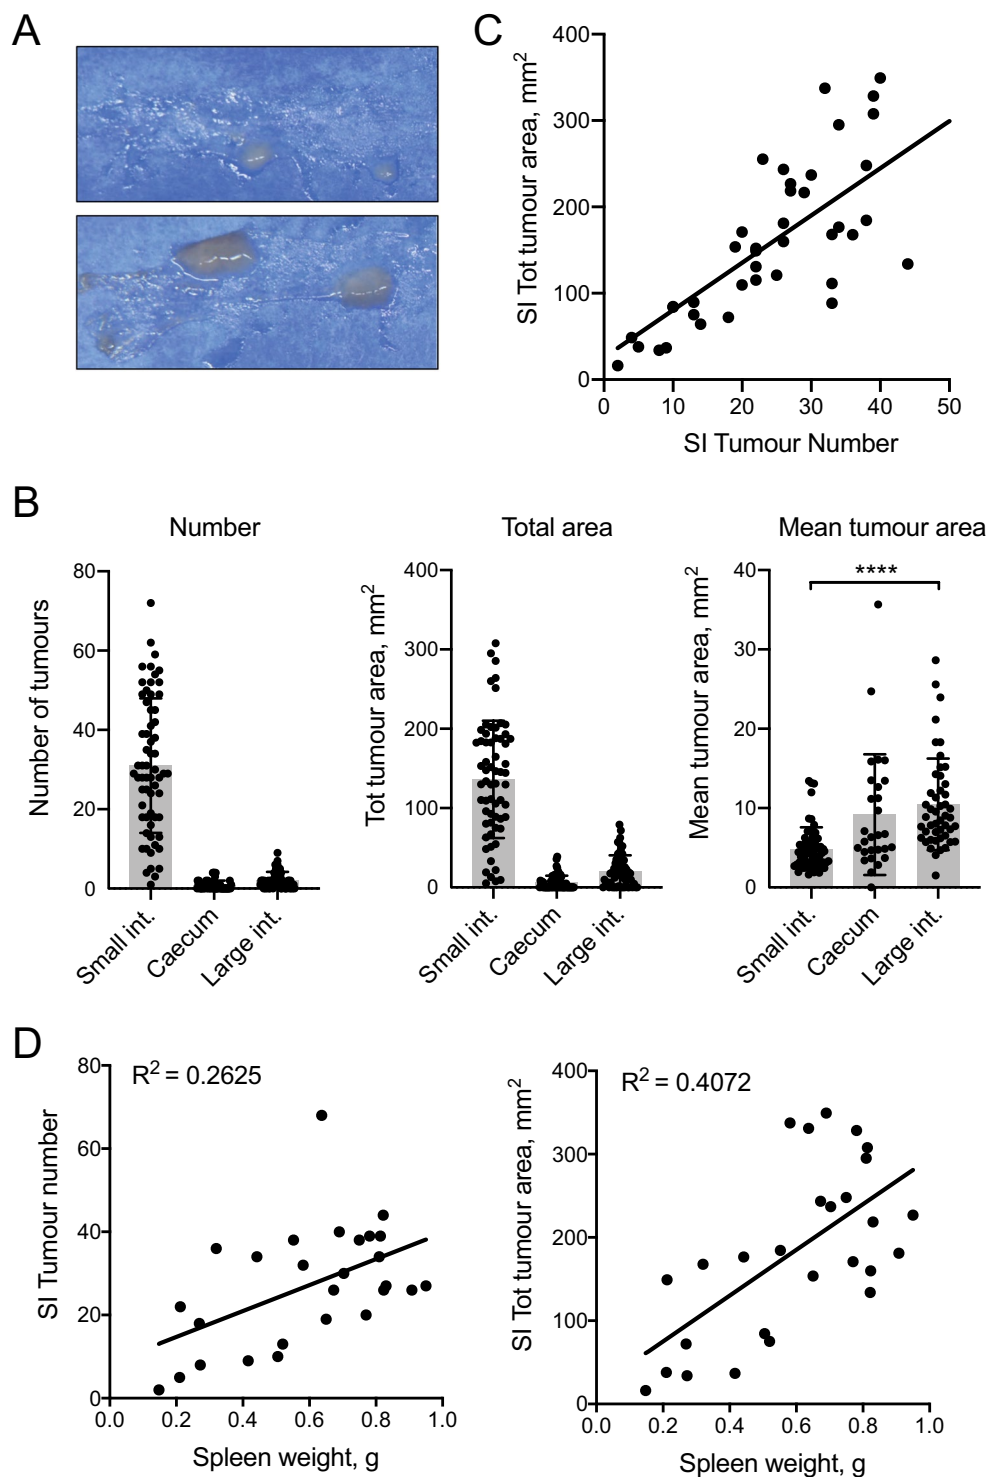 A
C
SI Tot tumour area, mm²
400
300
200
100
0
0 10 20 30 40 50
SI Tumour Number
B
Number
Number of tumours
80
60
40
20
0
Small int. Caecum Large int.
Total area
Tot tumour area, mm²
400
300
200
100
0
Small int. Caecum Large int.
Mean tumour area
Mean tumour area, mm²
40
30
20
10
0
****
Small int. Caecum Large int.
D
SI Tumour number
80
60
40
20
0
R² = 0.2625
0.0 0.2 0.4 0.6 0.8 1.0
Spleen weight, g
SI Tot tumour area, mm²
400
300
200
100
0
R² = 0.4072
0.0 0.2 0.4 0.6 0.8 1.0
Spleen weight, g